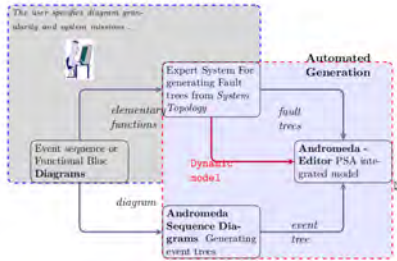 The user specifies diagram gran-
ularity and system missions...
Automated
Generation
Expert System For
generating Fault
trees from System
Topology
elementary
functions
fault
trees
Event sequence or
Functional Bloc
Diagrams
Dynamic
model
Andromeda -
Editor PSA inte-
grated model
diagram
Andromeda
Sequence Dia-
grams Generating
event trees
event
tree